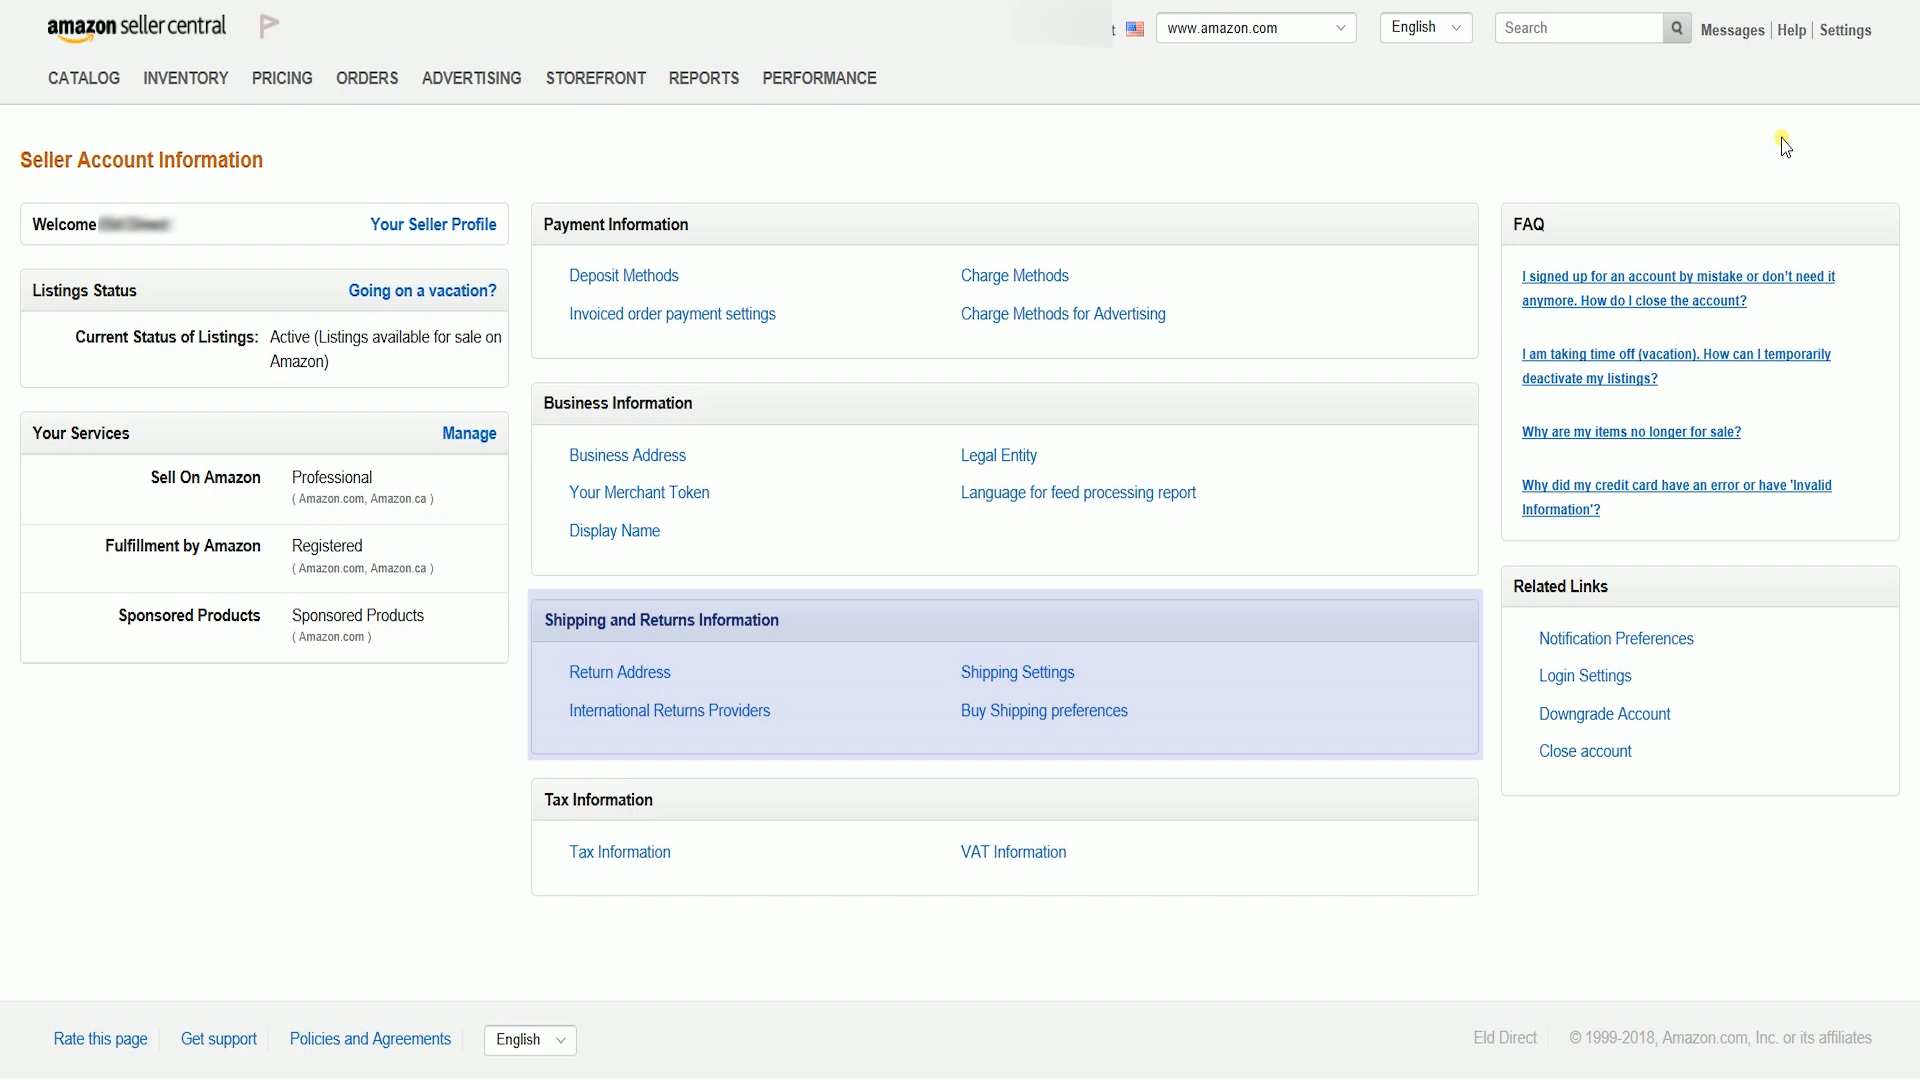 amazon seller central
t
www.amazon.com
English
Search
Messages | Help | Settings
CATALOG INVENTORY PRICING ORDERS ADVERTISING STOREFRONT REPORTS PERFORMANCE
Seller Account Information
Welcome
Your Seller Profile
Listings Status
Going on a vacation?
Current Status of Listings: Active (Listings available for sale on
Amazon)
Your Services
Manage
Sell On Amazon Professional
( Amazon.com, Amazon.ca )
Fulfillment by Amazon Registered
( Amazon.com, Amazon.ca )
Sponsored Products Sponsored Products
( Amazon.com )
Payment Information
Deposit Methods Charge Methods
Invoiced order payment settings Charge Methods for Advertising
Business Information
Business Address Legal Entity
Your Merchant Token Language for feed processing report
Display Name
Shipping and Returns Information
Return Address Shipping Settings
International Returns Providers Buy Shipping preferences
Tax Information
Tax Information VAT Information
FAQ
I signed up for an account by mistake or don't need it
anymore. How do I close the account?
I am taking time off (vacation). How can I temporarily
deactivate my listings?
Why are my items no longer for sale?
Why did my credit card have an error or have 'Invalid
Information'?
Related Links
Notification Preferences
Login Settings
Downgrade Account
Close account
Rate this page Get support Policies and Agreements English
Eld Direct © 1999-2018, Amazon.com, Inc. or its affiliates